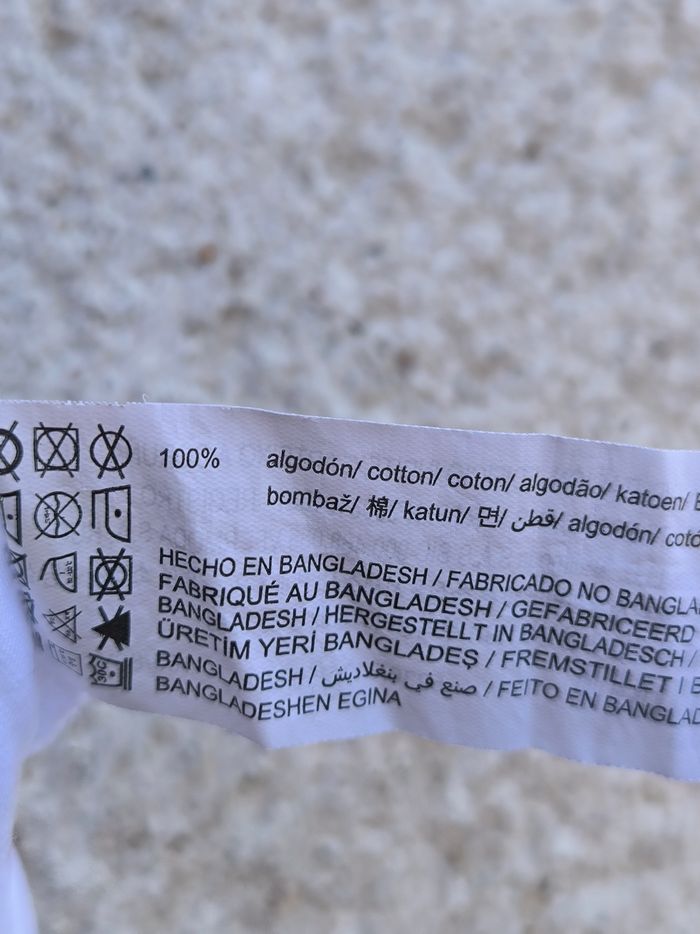 100% algodón/ cotton/ coton/ algodão/ katoen/
bombaž/ 棉/ katun/ 면/ قطن/ algodón/
HECHO EN BANGLADESH / FABRICADO NO
FABRIQUÉ AU BANGLADESH / GEFABRICEERD
BANGLADESH / HERGESTELLT IN BANGLADESCH /
ÜRETİM YERİ BANGLADEŞ / FREMSTILLET I
BANGLADESH / صنع في بنغلاديش / FEITO EN
BANGLADESHEN EGINA
30C